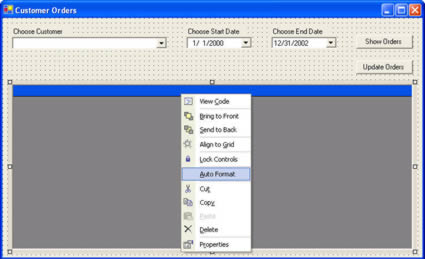 Customer Orders
Choose Customer
Choose Start Date
Choose End Date
1/ 1/2000
12/31/2002
Show Orders
Update Orders
View Code
Bring to Front
Send to Back
Align to Grid
Lock Controls
Auto Format
Cut
Copy
Paste
Delete
Properties